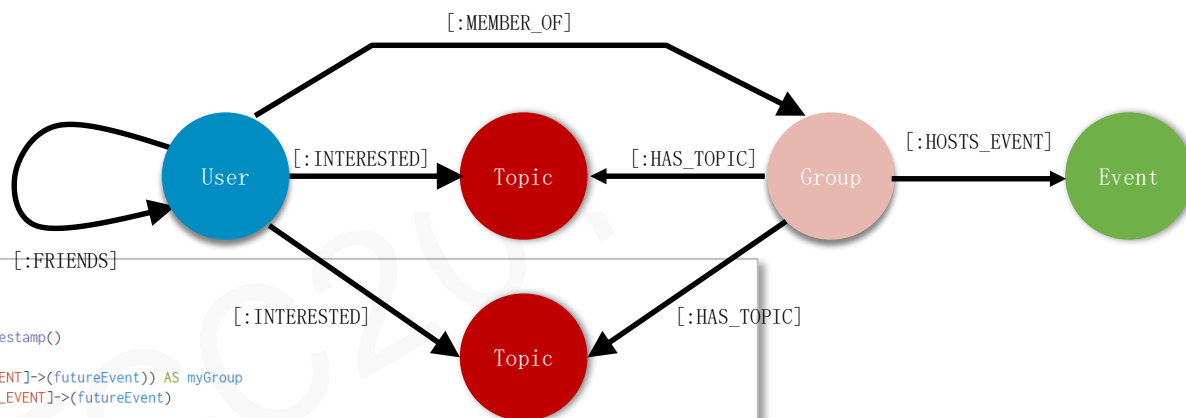 [:MEMBER_OF]
[:INTERESTED]
[:HAS_TOPIC]
[:HOSTS_EVENT]
User
Topic
Group
Event
[:FRIENDS]
[:INTERESTED]
[:HAS_TOPIC]
Topic
estamp()
ENT]->(futureEvent)) AS myGroup
_EVENT]->(futureEvent)